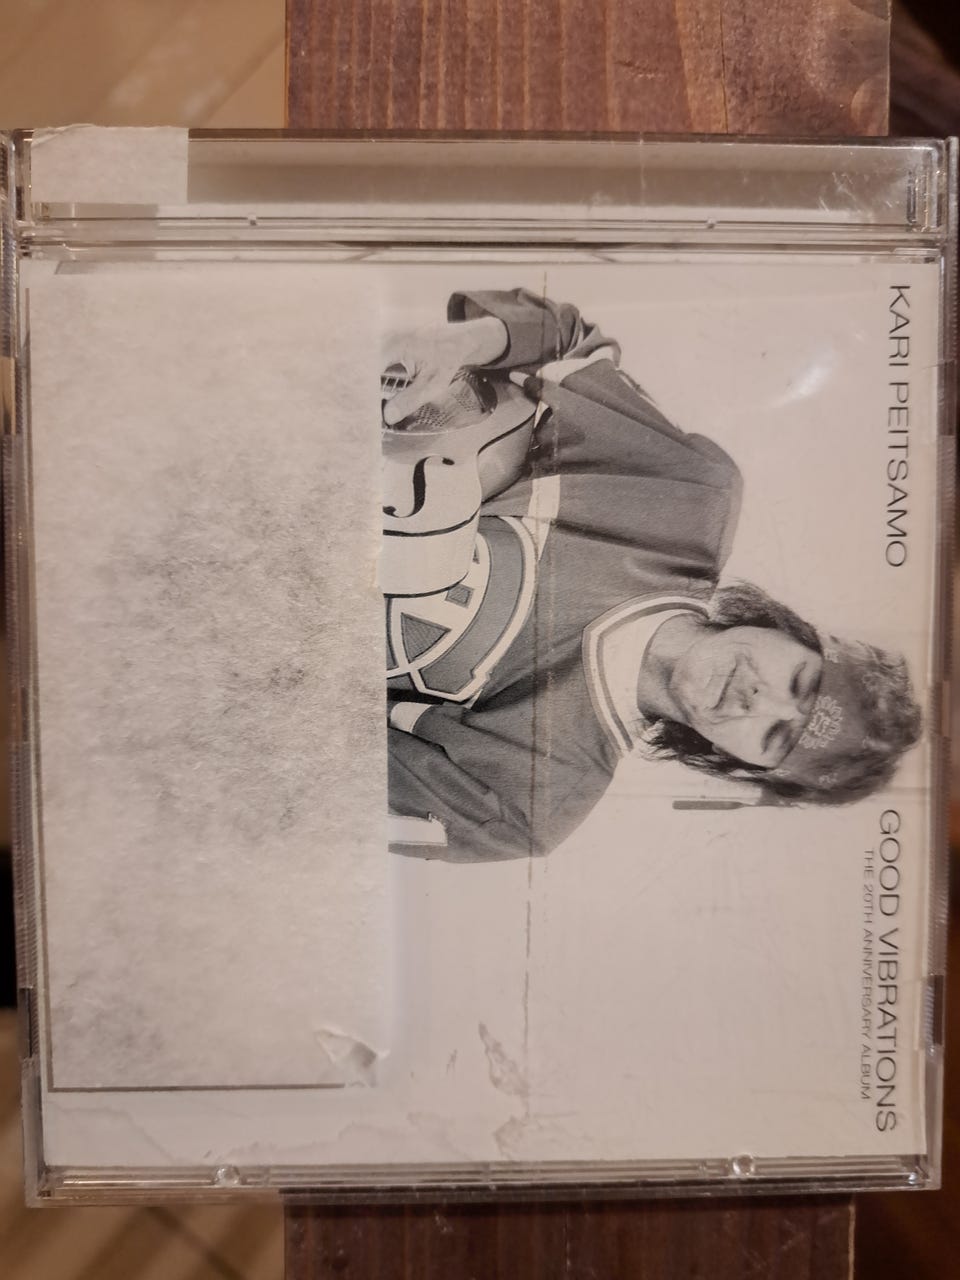 KARI PEITSAMO
GOOD VIBRATIONS
THE 20TH ANNIVERSARY ALBUM